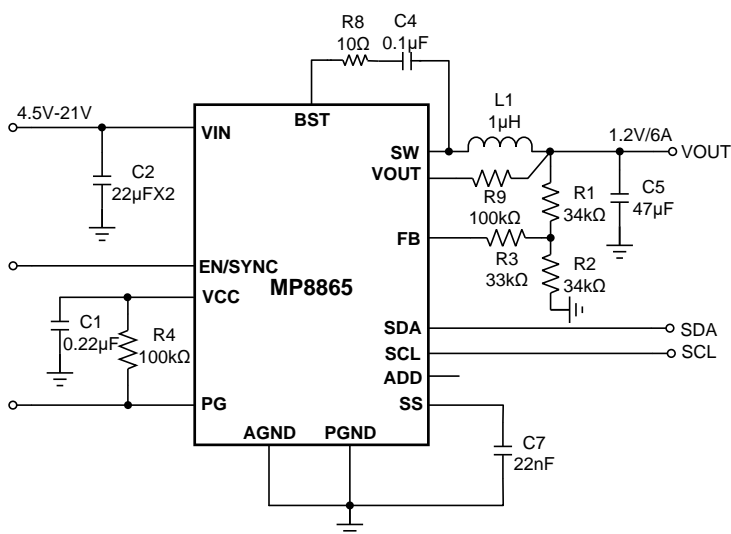 R8
10Ω
C4
0.1µF
4.5V-21V
BST
VIN
L1
1µH
1.2V/6A
SW
VOUT
VOUT
C2
22µFX2
R9
100kΩ
R1
34kΩ
C5
47µF
FB
R3
33kΩ
R2
34kΩ
EN/SYNC
MP8865
VCC
C1
0.22µF
R4
100kΩ
SDA
SDA
SCL
SCL
ADD
PG
SS
AGND
PGND
C7
22nF